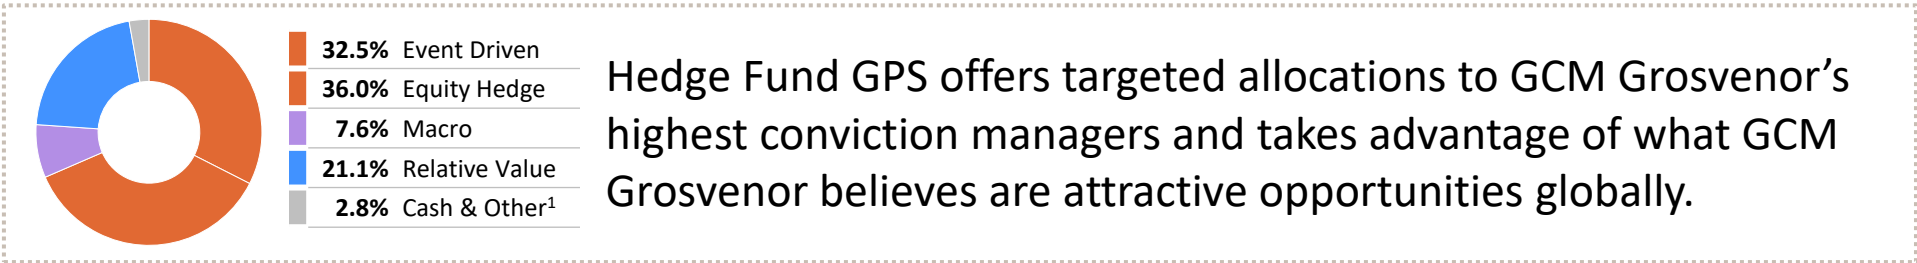 32.5% Event Driven
36.0% Equity Hedge
7.6% Macro
21.1% Relative Value
2.8% Cash & Other¹
Hedge Fund GPS offers targeted allocations to GCM Grosvenor’s
highest conviction managers and takes advantage of what GCM
Grosvenor believes are attractive opportunities globally.